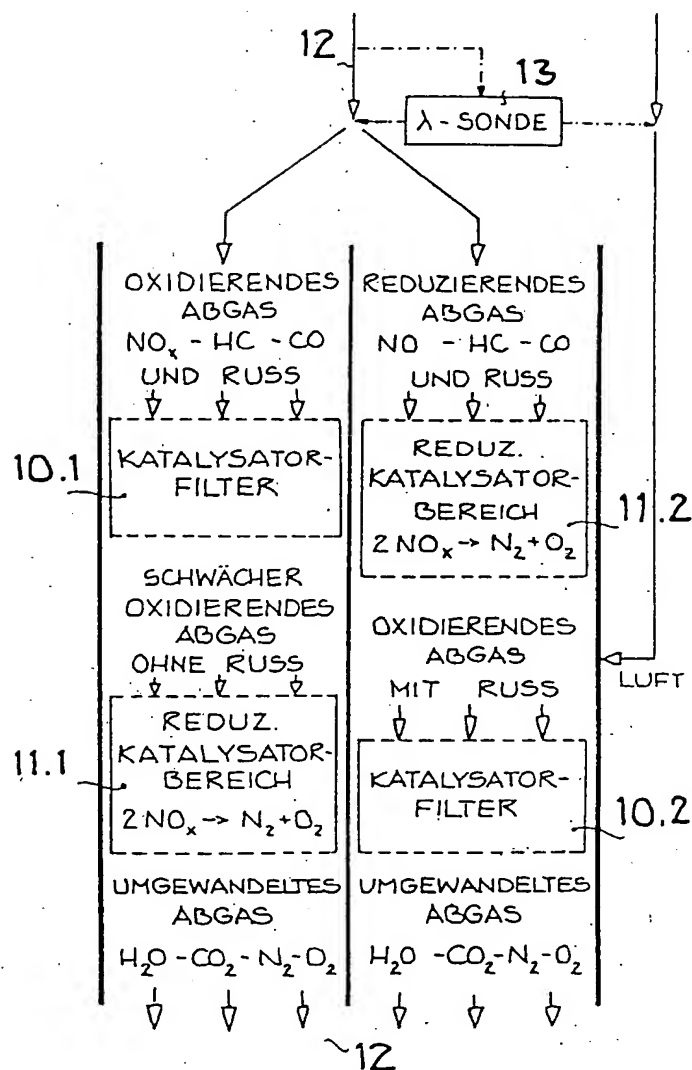 12
13
λ - SONDE
OXIDIERENDES
ABGAS
NOₓ - HC - CO
UND RUSS
10.1
KATALYSATOR-
FILTER
SCHWÄCHER
OXIDIERENDES
ABGAS
OHNE RUSS
11.1
REDUZ.
KATALYSATOR-
BEREICH
2 NOₓ → N₂ + O₂
UMGEWANDELTES
ABGAS
H₂O - CO₂ - N₂ - O₂
REDUZIERENDES
ABGAS
NO - HC - CO
UND RUSS
REDUZ.
KATALYSATOR-
BEREICH
11.2
2 NOₓ → N₂ + O₂
OXIDIERENDES
ABGAS
LUFT
MIT RUSS
KATALYSATOR-
FILTER
10.2
UMGEWANDELTES
ABGAS
H₂O - CO₂ - N₂ - O₂
12